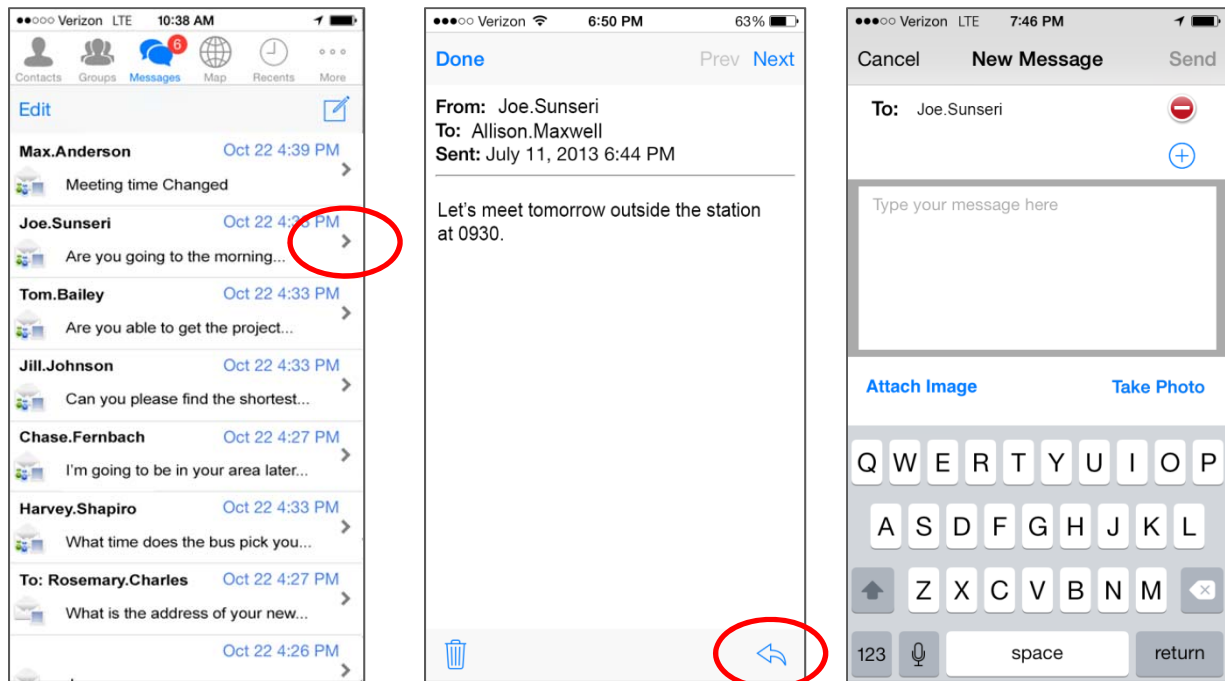 Verizon LTE 10:38 AM
6
Contacts Groups Messages Map Recents More
Edit
Max.Anderson Oct 22 4:39 PM
Meeting time Changed
Joe.Sunseri Oct 22 4:38 PM
Are you going to the morning...
Tom.Bailey Oct 22 4:33 PM
Are you able to get the project...
Jill.Johnson Oct 22 4:33 PM
Can you please find the shortest...
Chase.Fernbach Oct 22 4:27 PM
I'm going to be in your area later...
Harvey.Shapiro Oct 22 4:33 PM
What time does the bus pick you...
To: Rosemary.Charles Oct 22 4:27 PM
What is the address of your new...
Oct 22 4:26 PM
Verizon 6:50 PM 63%
Done Prev Next
From: Joe.Sunseri
To: Allison.Maxwell
Sent: July 11, 2013 6:44 PM
Let's meet tomorrow outside the station
at 0930.
Verizon LTE 7:46 PM
Cancel New Message Send
To: Joe.Sunseri
Type your message here
Attach Image Take Photo
Q W E R T Y U I O P
A S D F G H J K L
Z X C V B N M
123 space return